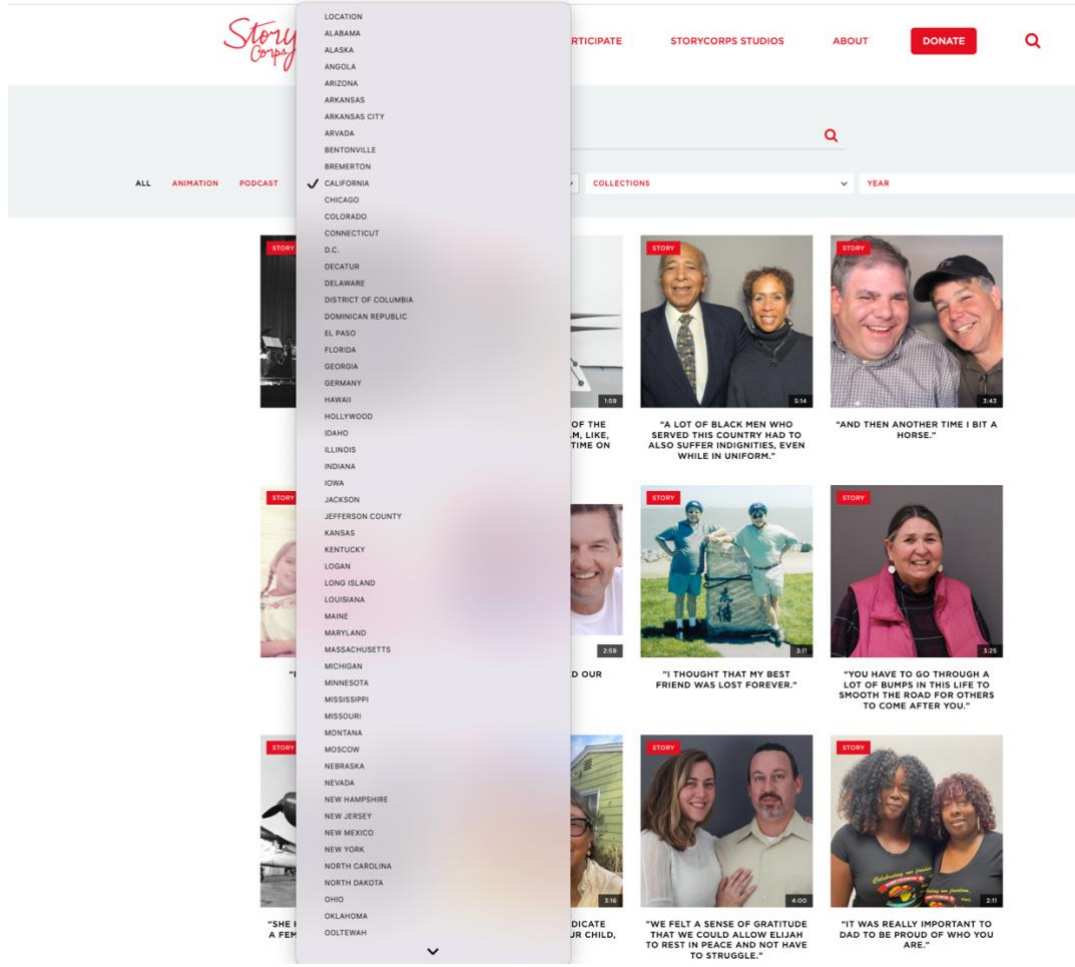 Story
Corps
RTICIPATE
STORYCORPS STUDIOS
ABOUT
DONATE
ALL
ANIMATION
PODCAST
COLLECTIONS
YEAR
LOCATION
ALABAMA
ALASKA
ANGOLA
ARIZONA
ARKANSAS
ARKANSAS CITY
ARVADA
BENTONVILLE
BREMERTON
CALIFORNIA
CHICAGO
COLORADO
CONNECTICUT
D.C.
DECATUR
DELAWARE
DISTRICT OF COLUMBIA
DOMINICAN REPUBLIC
EL PASO
FLORIDA
GEORGIA
GERMANY
HAWAII
HOLLYWOOD
IDAHO
ILLINOIS
INDIANA
IOWA
JACKSON
JEFFERSON COUNTY
KANSAS
KENTUCKY
LOGAN
LONG ISLAND
LOUISIANA
MAINE
MARYLAND
MASSACHUSETTS
MICHIGAN
MINNESOTA
MISSISSIPPI
MISSOURI
MONTANA
MOSCOW
NEBRASKA
NEVADA
NEW HAMPSHIRE
NEW JERSEY
NEW MEXICO
NEW YORK
NORTH CAROLINA
NORTH DAKOTA
OHIO
OKLAHOMA
OOLTEWAH
STORY
1:59
OF THE
M, LIKE,
TIME ON
STORY
5:14
"A LOT OF BLACK MEN WHO
SERVED THIS COUNTRY HAD TO
ALSO SUFFER INDIGNITIES, EVEN
WHILE IN UNIFORM."
STORY
3:43
"AND THEN ANOTHER TIME I BIT A
HORSE."
STORY
2:59
D OUR
STORY
3:11
"I THOUGHT THAT MY BEST
FRIEND WAS LOST FOREVER."
STORY
3:25
"YOU HAVE TO GO THROUGH A
LOT OF BUMPS IN THIS LIFE TO
SMOOTH THE ROAD FOR OTHERS
TO COME AFTER YOU."
STORY
"SHE
A FEM
3:16
DICATE
UR CHILD,
STORY
4:00
"WE FELT A SENSE OF GRATITUDE
THAT WE COULD ALLOW ELIJAH
TO REST IN PEACE AND NOT HAVE
TO STRUGGLE."
STORY
2:11
"IT WAS REALLY IMPORTANT TO
DAD TO BE PROUD OF WHO YOU
ARE."